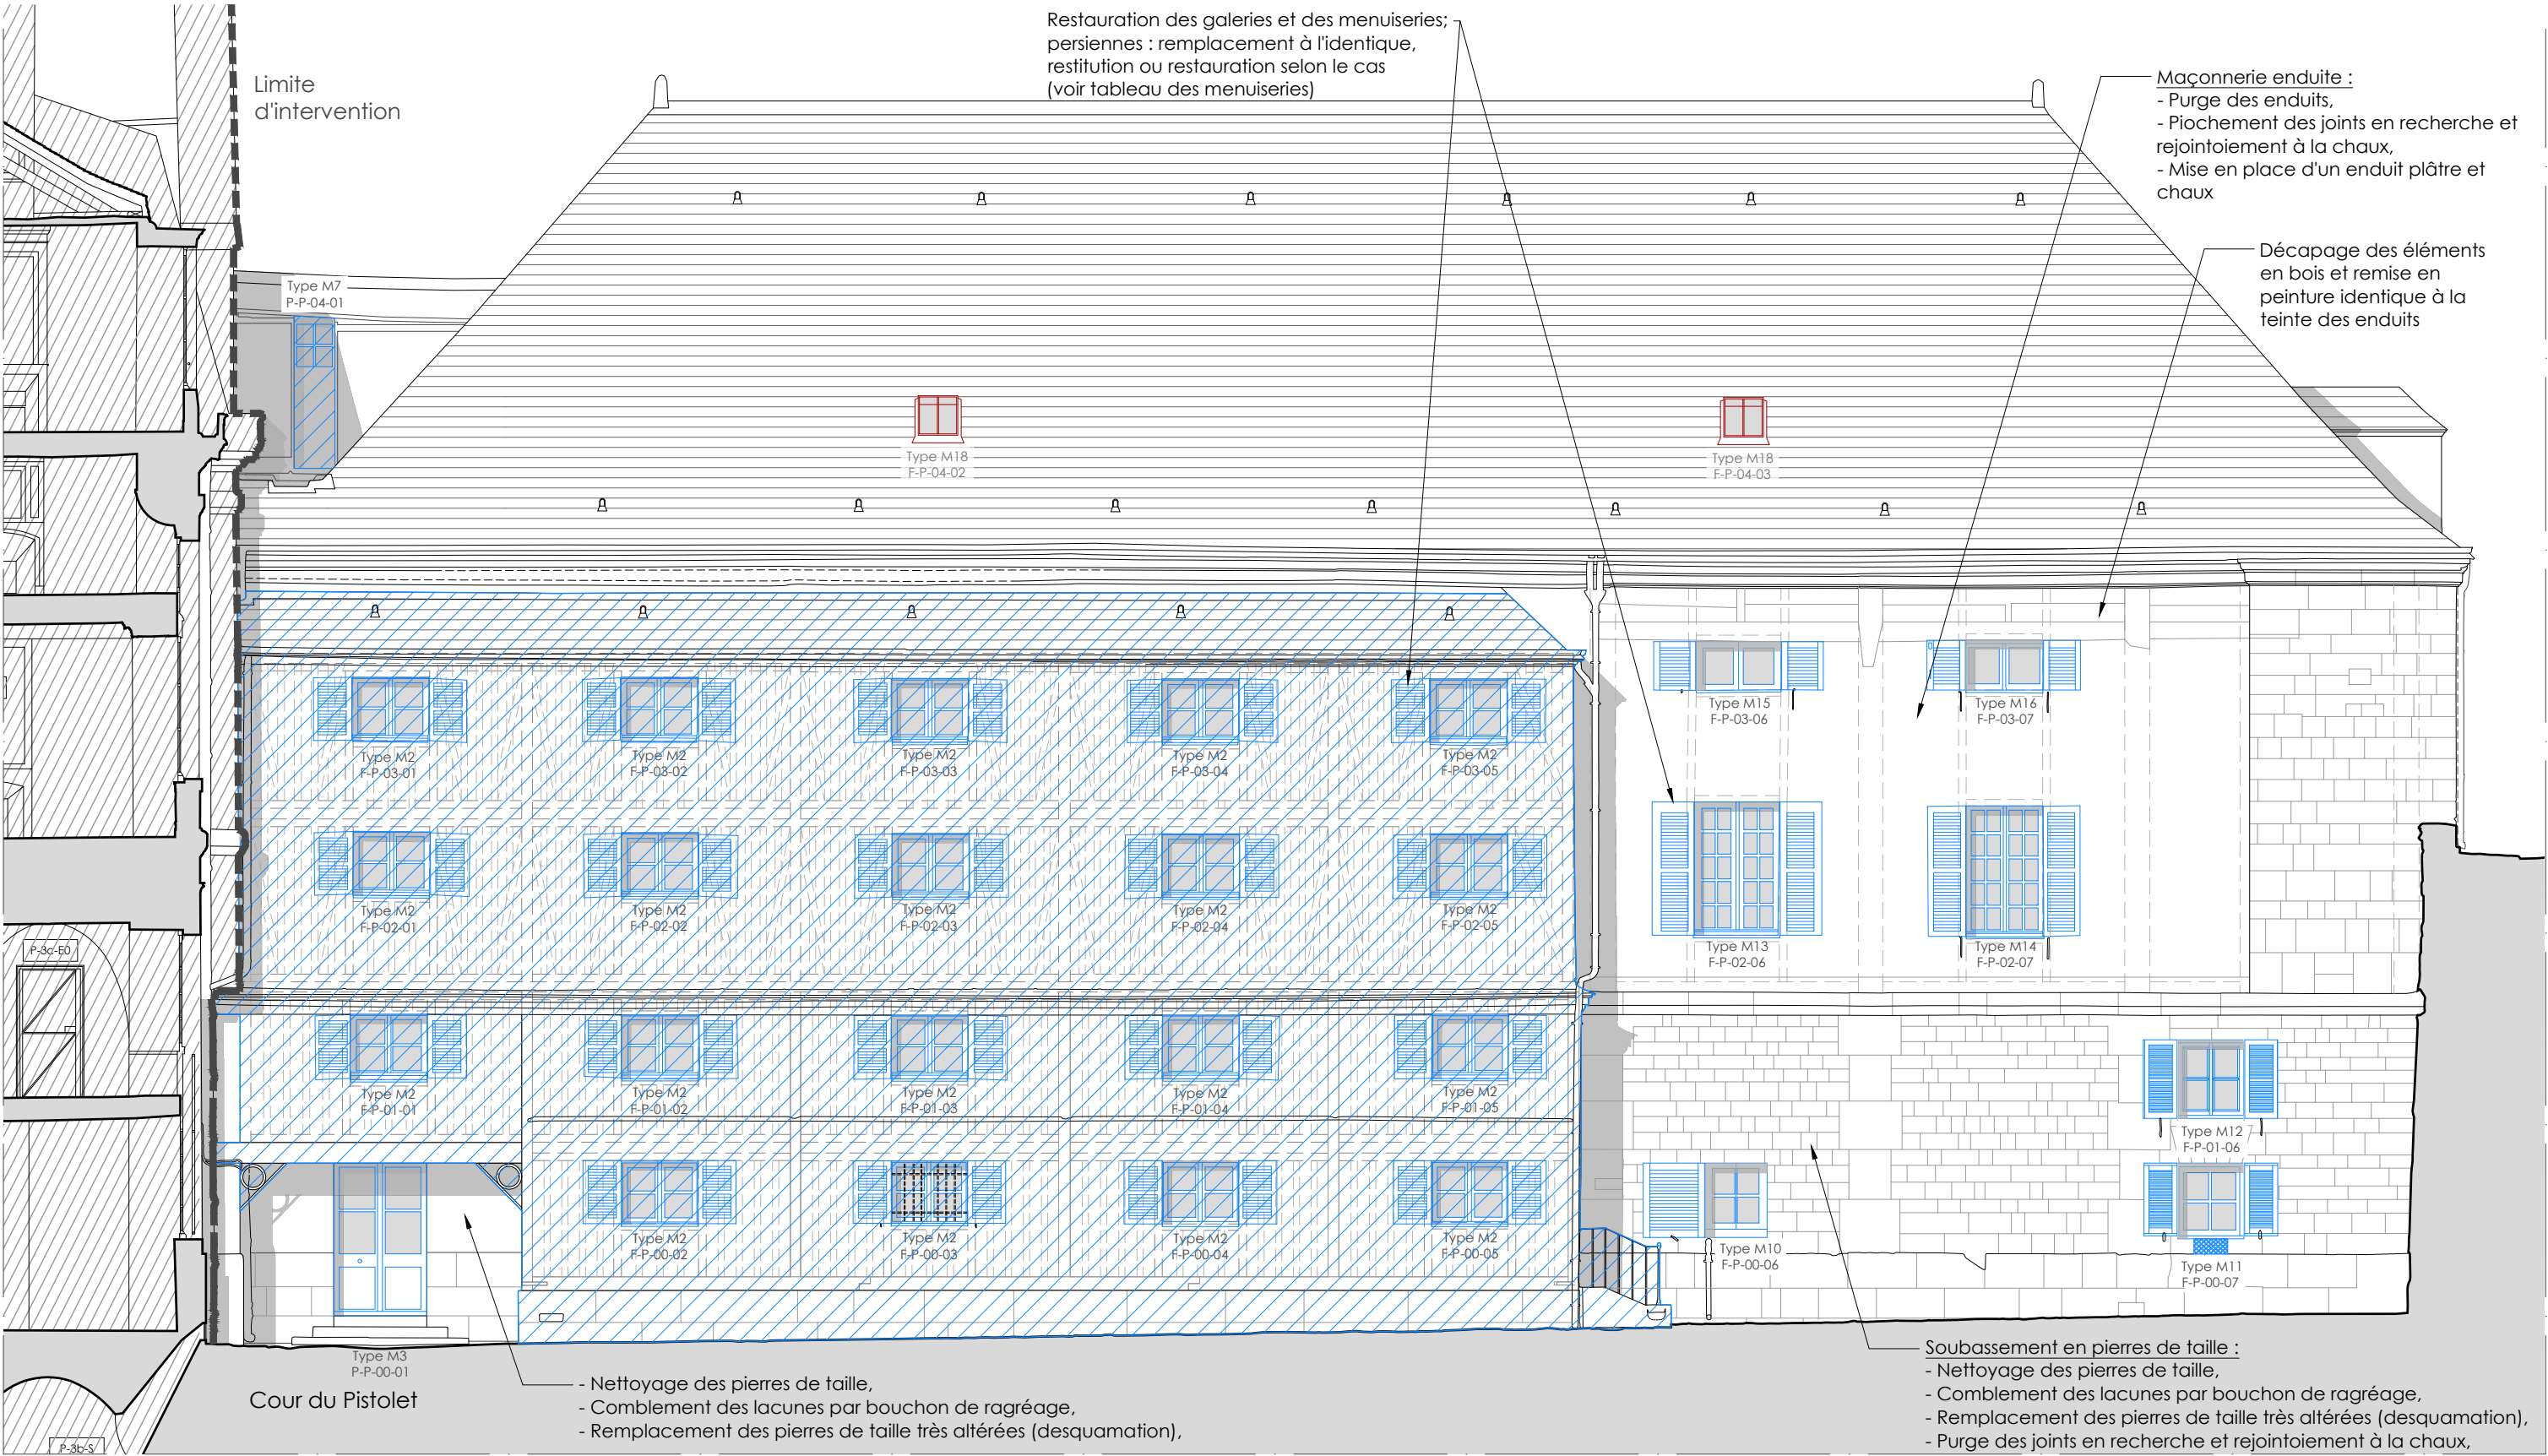 Restauration des galeries et des menuiseries;
persiennes : remplacement à l'identique,
restitution ou restauration selon le cas
(voir tableau des menuiseries)
Limite
d'intervention
Maçonnerie enduite :
- Purge des enduits,
- Piochement des joints en recherche et
rejointoiement à la chaux,
- Mise en place d'un enduit plâtre et
chaux
Décapage des éléments
en bois et remise en
peinture identique à la
teinte des enduits
Type M7
P-P-04-01
Type M18
F-P-04-02
Type M18
F-P-04-03
Type M2
F-P-03-01
Type M2
F-P-03-02
Type M2
F-P-03-03
Type M2
F-P-03-04
Type M2
F-P-03-05
Type M15
F-P-03-06
Type M16
F-P-03-07
Type M2
F-P-02-01
Type M2
F-P-02-02
Type M2
F-P-02-03
Type M2
F-P-02-04
Type M2
F-P-02-05
Type M13
F-P-02-06
Type M14
F-P-02-07
P-3c-E0
Type M2
F-P-01-01
Type M2
F-P-01-02
Type M2
F-P-01-03
Type M2
F-P-01-04
Type M2
F-P-01-05
Type M12
F-P-01-06
Type M2
F-P-00-02
Type M2
F-P-00-03
Type M2
F-P-00-04
Type M2
F-P-00-05
Type M10
F-P-00-06
Type M11
F-P-00-07
Type M3
P-P-00-01
Cour du Pistolet
- Nettoyage des pierres de taille,
- Comblement des lacunes par bouchon de ragréage,
- Remplacement des pierres de taille très altérées (desquamation),
Soubassement en pierres de taille :
- Nettoyage des pierres de taille,
- Comblement des lacunes par bouchon de ragréage,
- Remplacement des pierres de taille très altérées (desquamation),
- Purge des joints en recherche et rejointoiement à la chaux,
P-3b-S